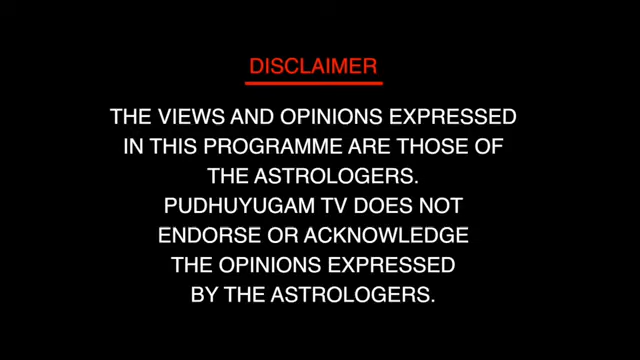 DISCLAIMER
THE VIEWS AND OPINIONS EXPRESSED
IN THIS PROGRAMME ARE THOSE OF
THE ASTROLOGERS.
PUDHUYUGAM TV DOES NOT
ENDORSE OR ACKNOWLEDGE
THE OPINIONS EXPRESSED
BY THE ASTROLOGERS.